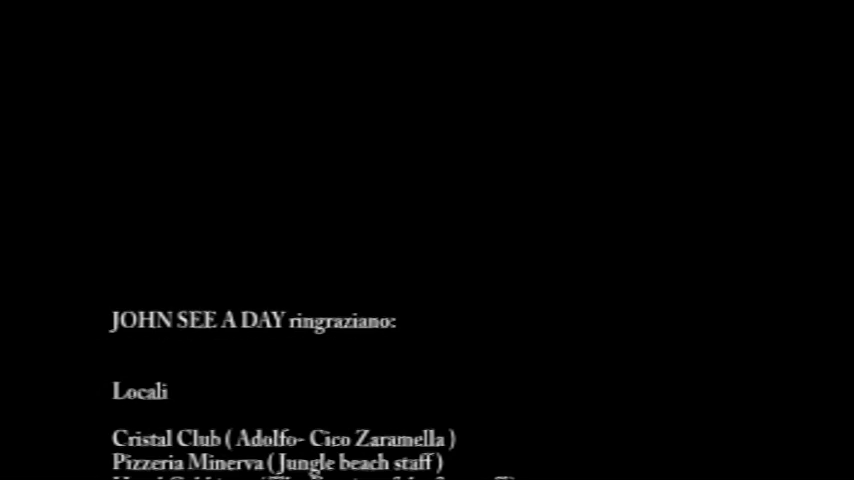 JOHN SEE A DAY ringraziano:
Locali
Cristal Club ( Adolfo- Cico Zaramella )
Pizzeria Minerva ( Jungle beach staff )